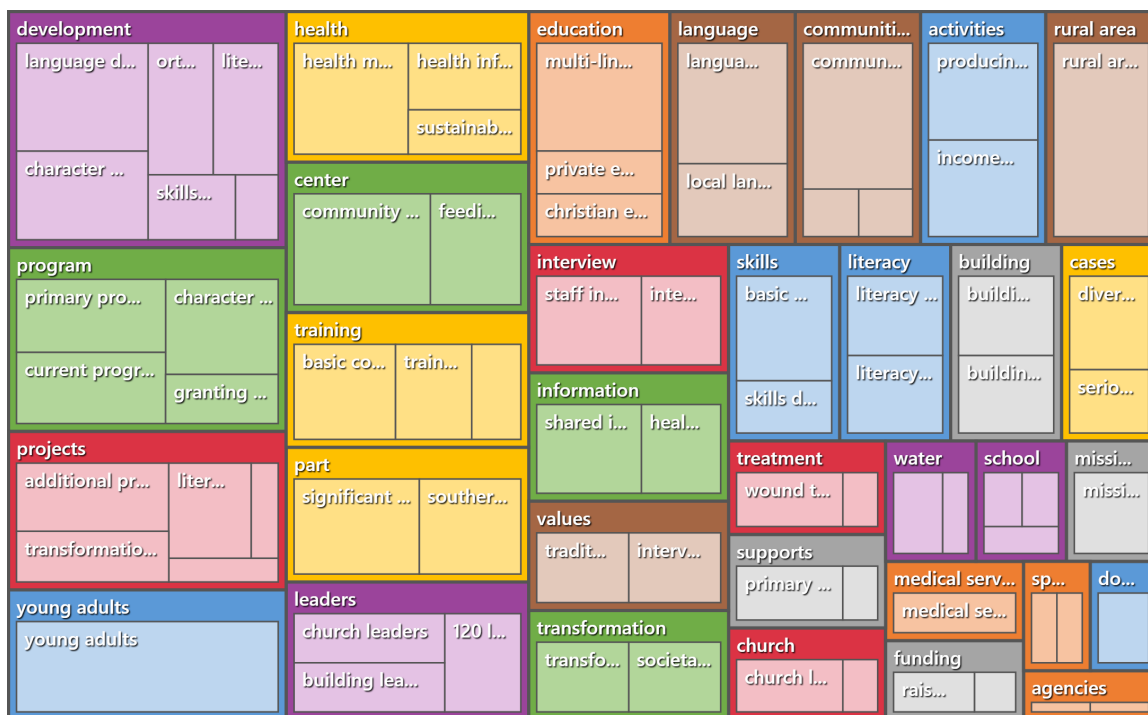 development
language d...
ort...
lite...
character ...
skills...
program
primary pro...
character ...
current progr...
granting ...
projects
additional pr...
liter...
transformatio...
young adults
young adults
health
health m...
health inf...
sustainab...
center
community ...
feedi...
training
basic co...
train...
part
significant ...
souther...
leaders
church leaders
120 l...
building lea...
education
multi-lin...
private e...
christian e...
language
langua...
local lan...
communiti...
commun...
activities
producin...
income...
rural area
rural ar...
interview
staff in...
inte...
information
shared i...
heal...
values
tradit...
interv...
transformation
transfo...
societa...
skills
basic ...
skills d...
literacy
literacy ...
literacy...
building
buildi...
buildin...
cases
diver...
serio...
treatment
wound t...
supports
primary ...
church
church l...
water
school
missi...
missi...
medical serv...
medical se...
sp...
do...
funding
rais...
agencies